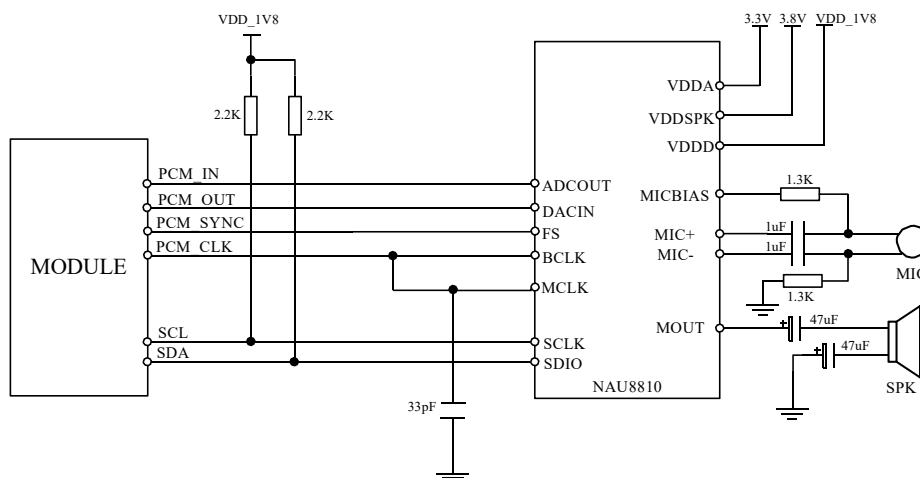 VDD_1V8
3.3V
3.8V
VDD_1V8
2.2K
2.2K
VDDA
VDDSPK
VDDD
MODULE
PCM_IN
PCM_OUT
PCM_SYNC
PCM_CLK
SCL
SDA
ADCOUT
DACIN
FS
BCLK
MCLK
SCLK
SDIO
NAU8810
MICBIAS
MIC+
MIC-
MOUT
1.3K
1uF
1uF
MIC
1.3K
47uF
47uF
SPK
33pF